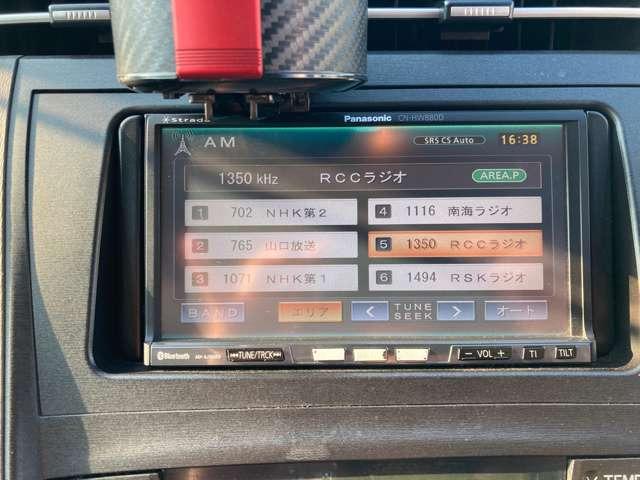 Strada Panasonic CN-HW880D
AM SRS CS Auto 16:38
1350 kHz RCCラジオ AREA.P
1 702 NHK第2 4 1116 南海ラジオ
2 765 山口放送 5 1350 RCCラジオ
3 1071 NHK第1 6 1494 RSKラジオ
BAND エリア < TUNE SEEK > オート
Bluetooth TUNE/TRCK − VOL + TI TILT
TEMP